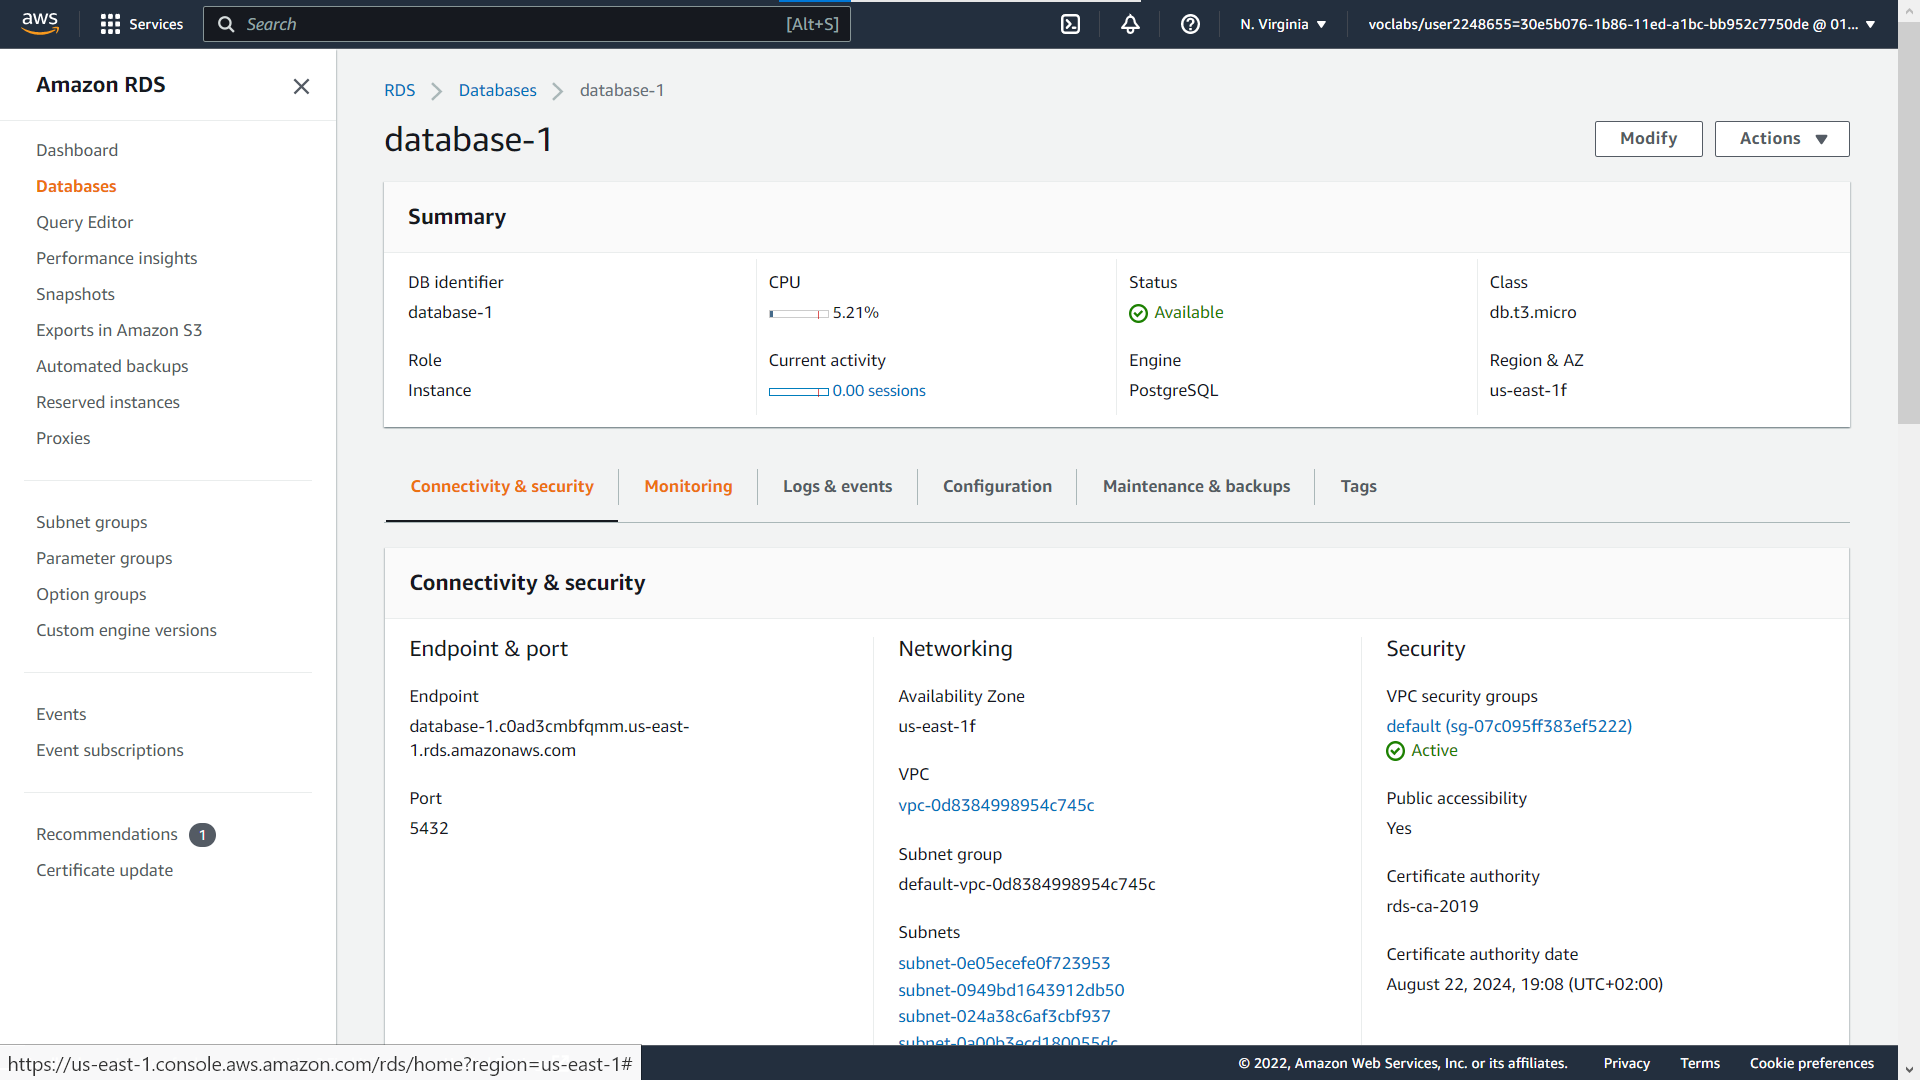 aws
Services
Search [Alt+S]
N. Virginia
voclabs/user2248655=30e5b076-1b86-11ed-a1bc-bb952c7750de @ 01...
Amazon RDS
Dashboard
Databases
Query Editor
Performance insights
Snapshots
Exports in Amazon S3
Automated backups
Reserved instances
Proxies
Subnet groups
Parameter groups
Option groups
Custom engine versions
Events
Event subscriptions
Recommendations 1
Certificate update
RDS > Databases > database-1
database-1
Modify
Actions
Summary
DB identifier
database-1
CPU
5.21%
Status
Available
Class
db.t3.micro
Role
Instance
Current activity
0.00 sessions
Engine
PostgreSQL
Region & AZ
us-east-1f
Connectivity & security
Monitoring
Logs & events
Configuration
Maintenance & backups
Tags
Connectivity & security
Endpoint & port
Endpoint
database-1.c0ad3cmbfqmm.us-east-
1.rds.amazonaws.com
Port
5432
Networking
Availability Zone
us-east-1f
VPC
vpc-0d8384998954c745c
Subnet group
default-vpc-0d8384998954c745c
Subnets
subnet-0e05ecefe0f723953
subnet-0949bd1643912db50
subnet-024a38c6af3cbf937
subnet-0a00b3ecd180055dc
Security
VPC security groups
default (sg-07c095ff383ef5222)
Active
Public accessibility
Yes
Certificate authority
rds-ca-2019
Certificate authority date
August 22, 2024, 19:08 (UTC+02:00)
https://us-east-1.console.aws.amazon.com/rds/home?region=us-east-1#
© 2022, Amazon Web Services, Inc. or its affiliates.
Privacy
Terms
Cookie preferences